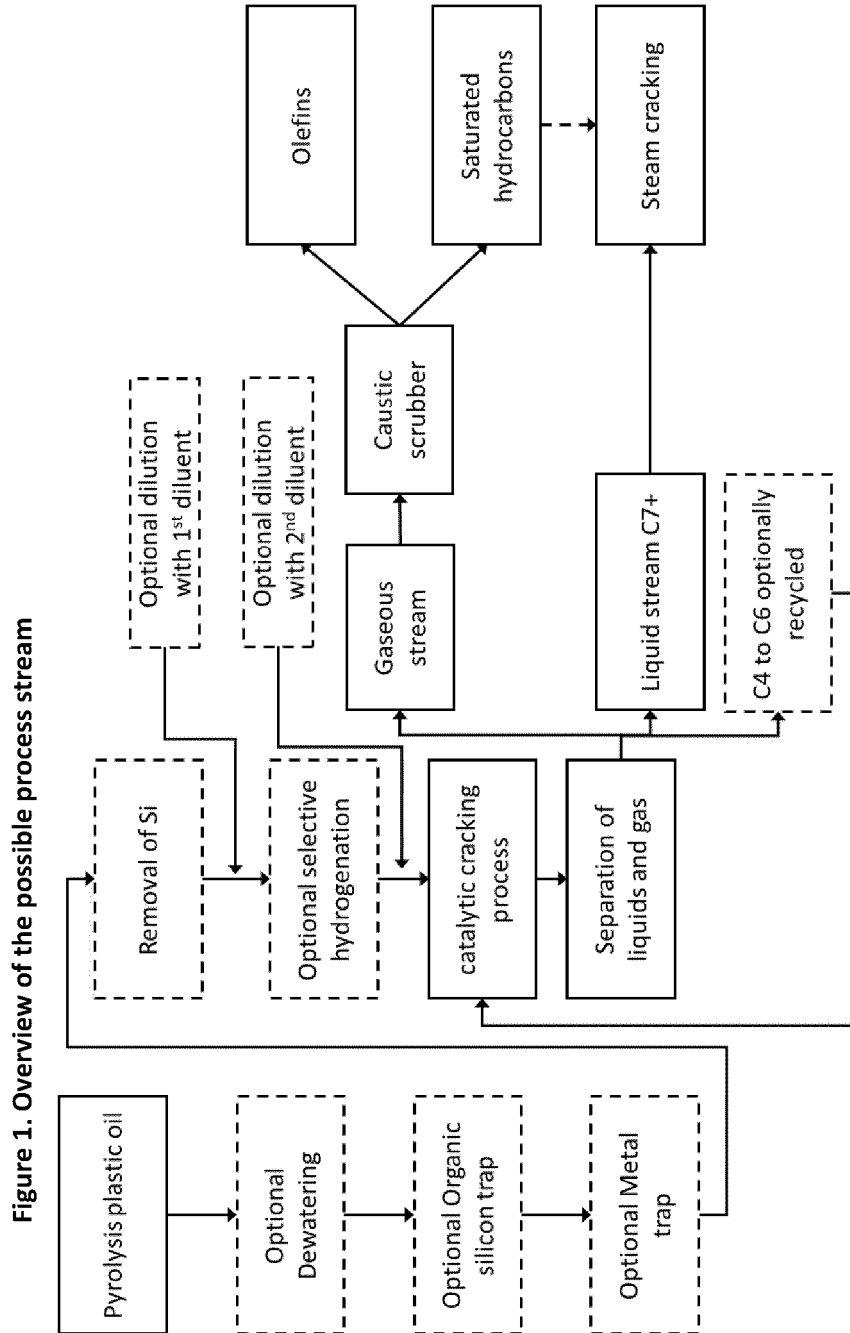 Figure 1. Overview of the possible process stream
Pyrolysis plastic oil
Optional
Dewatering
Optional Organic
silicon trap
Optional Metal
trap
Removal of Si
Optional dilution
with 1st diluent
Optional selective
hydrogenation
Optional dilution
with 2nd diluent
catalytic cracking
process
Separation of
liquids and gas
Gaseous
stream
Caustic
scrubber
Olefins
Saturated
hydrocarbons
Liquid stream C7+
Steam cracking
C4 to C6 optionally
recycled